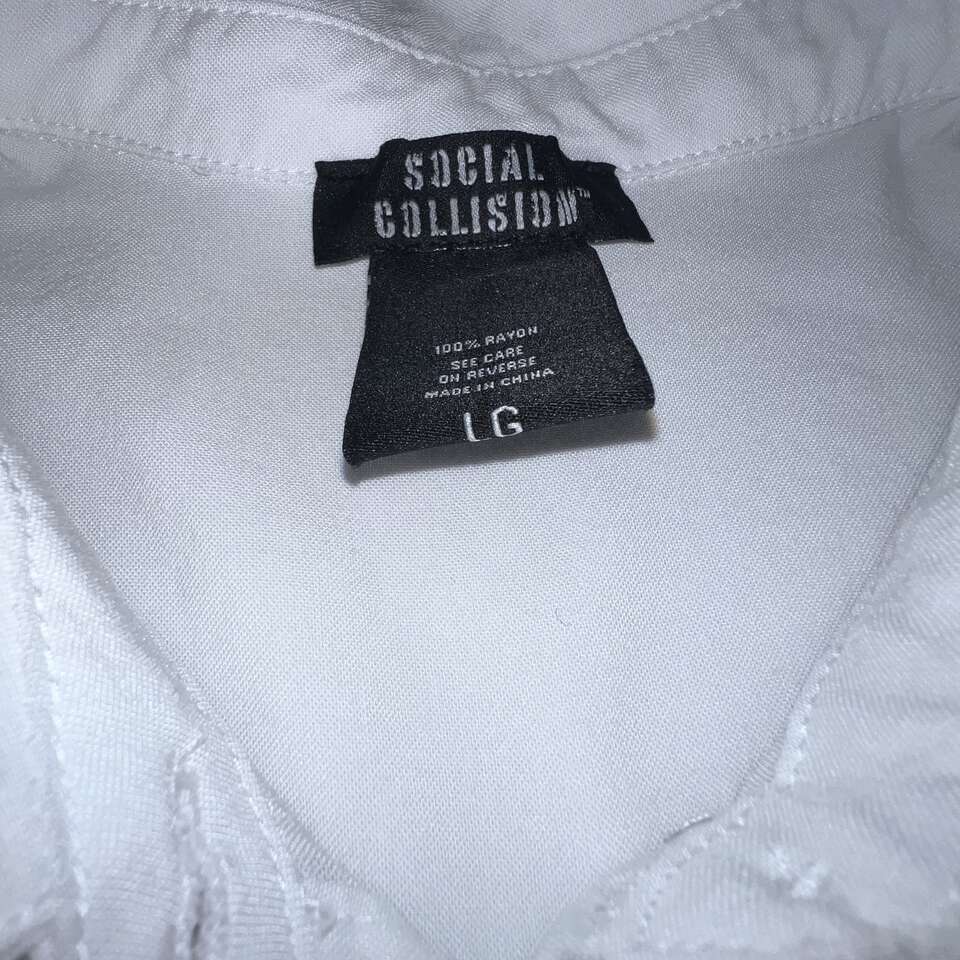 SOCIAL
COLLISION™
100% RAYON
SEE CARE
ON REVERSE
MADE IN CHINA
LG